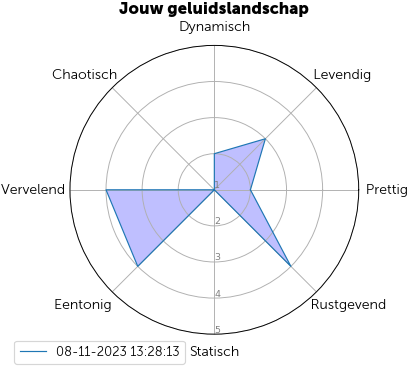 Jouw geluidslandschap
Dynamisch
Chaotisch
Levendig
Vervelend
Prettig
1
2
3
4
5
Eentonig
Rustgevend
08-11-2023 13:28:13
Statisch